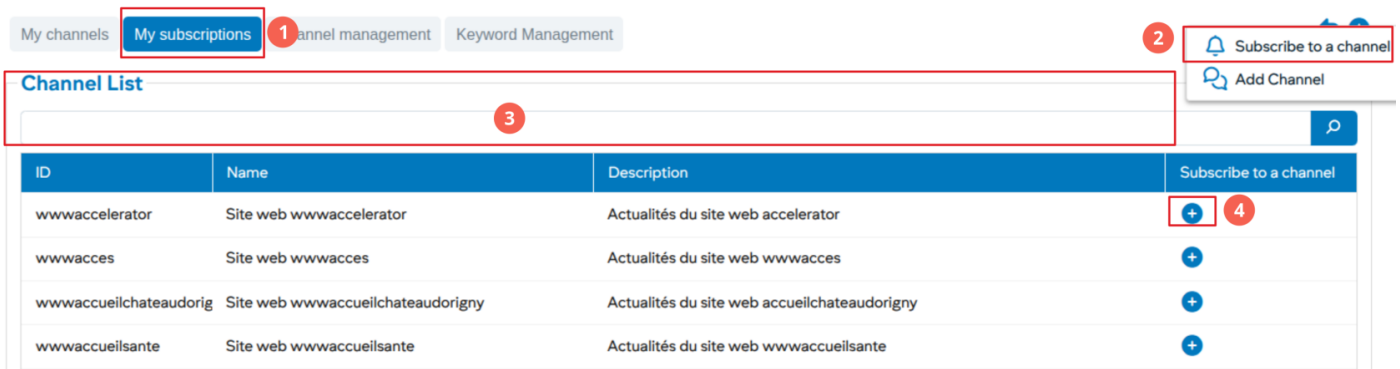 My channels My subscriptions 1 annel management Keyword Management 2 Subscribe to a channel
Add Channel
Channel List
3
ID Name Description Subscribe to a channel
wwwaccelerator Site web wwwaccelerator Actualités du site web accelerator 4
wwwacces Site web wwwacces Actualités du site web wwwacces
wwwaccueilchateaudorig Site web wwwaccueilchateaudorigny Actualités du site web accueilchateaudorigny
wwwaccueilsante Site web wwwaccueilsante Actualités du site web wwwaccueilsante